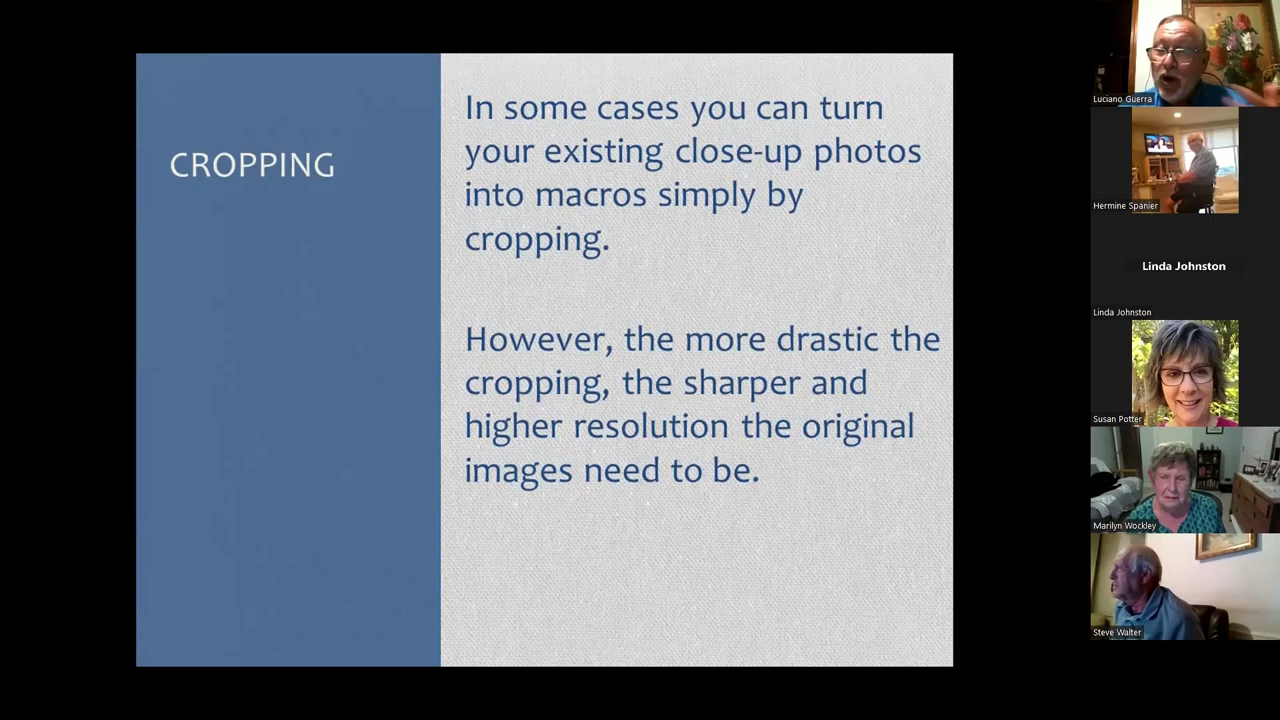 CROPPING
In some cases you can turn
your existing close-up photos
into macros simply by
cropping.
However, the more drastic the
cropping, the sharper and
higher resolution the original
images need to be.
Luciano Guerra
Hermine Spanier
Linda Johnston
Linda Johnston
Susan Potter
Marilyn Wockley
Steve Walter